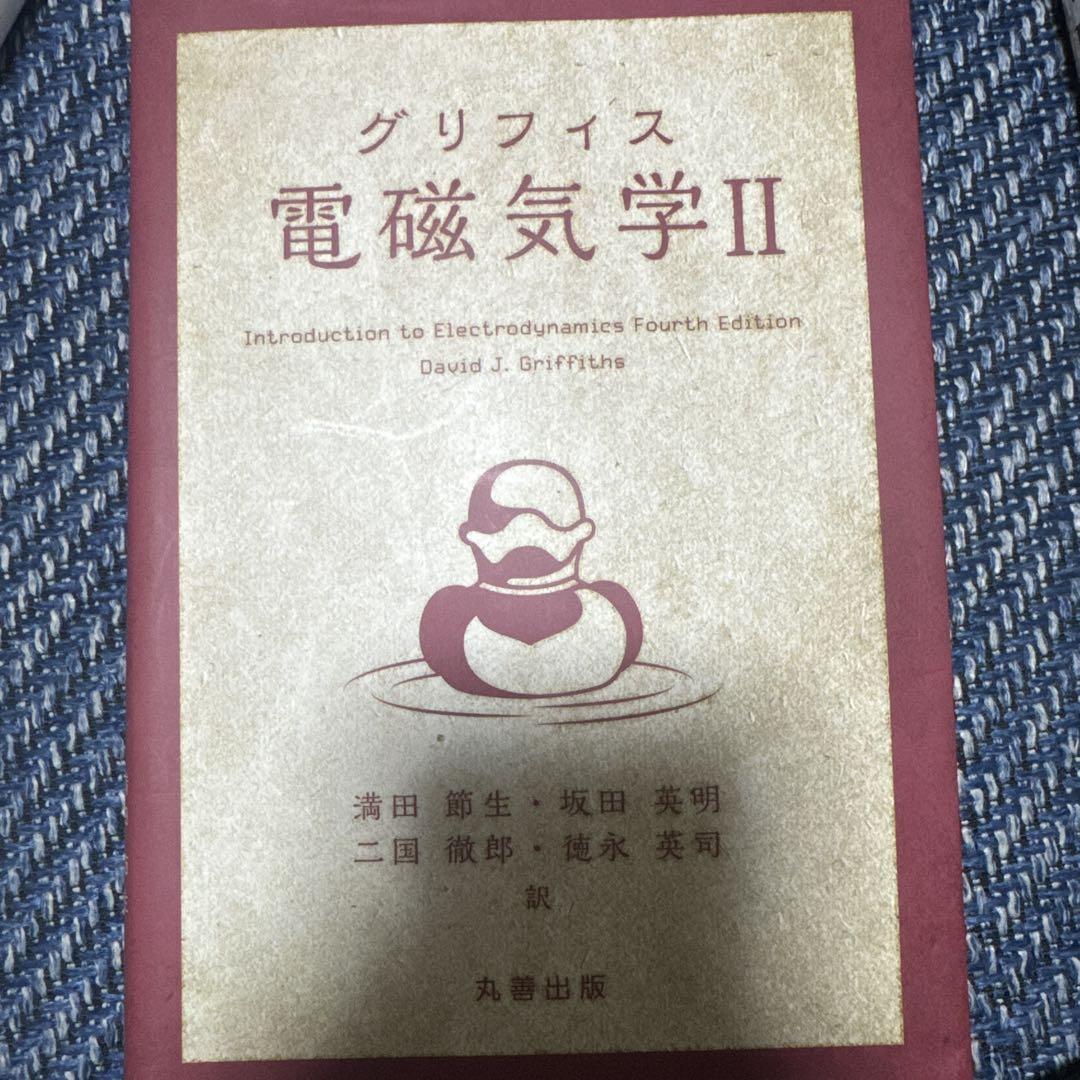 グリフィス
電磁気学II
Introduction to Electrodynamics Fourth Edition
David J. Griffiths
満田 節生・坂田 英明
二国 徹郎・徳永 英司
訳
丸善出版